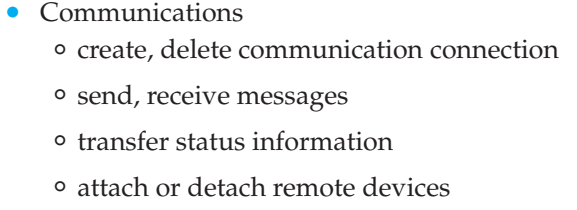 • Communications
◦ create, delete communication connection
◦ send, receive messages
◦ transfer status information
◦ attach or detach remote devices